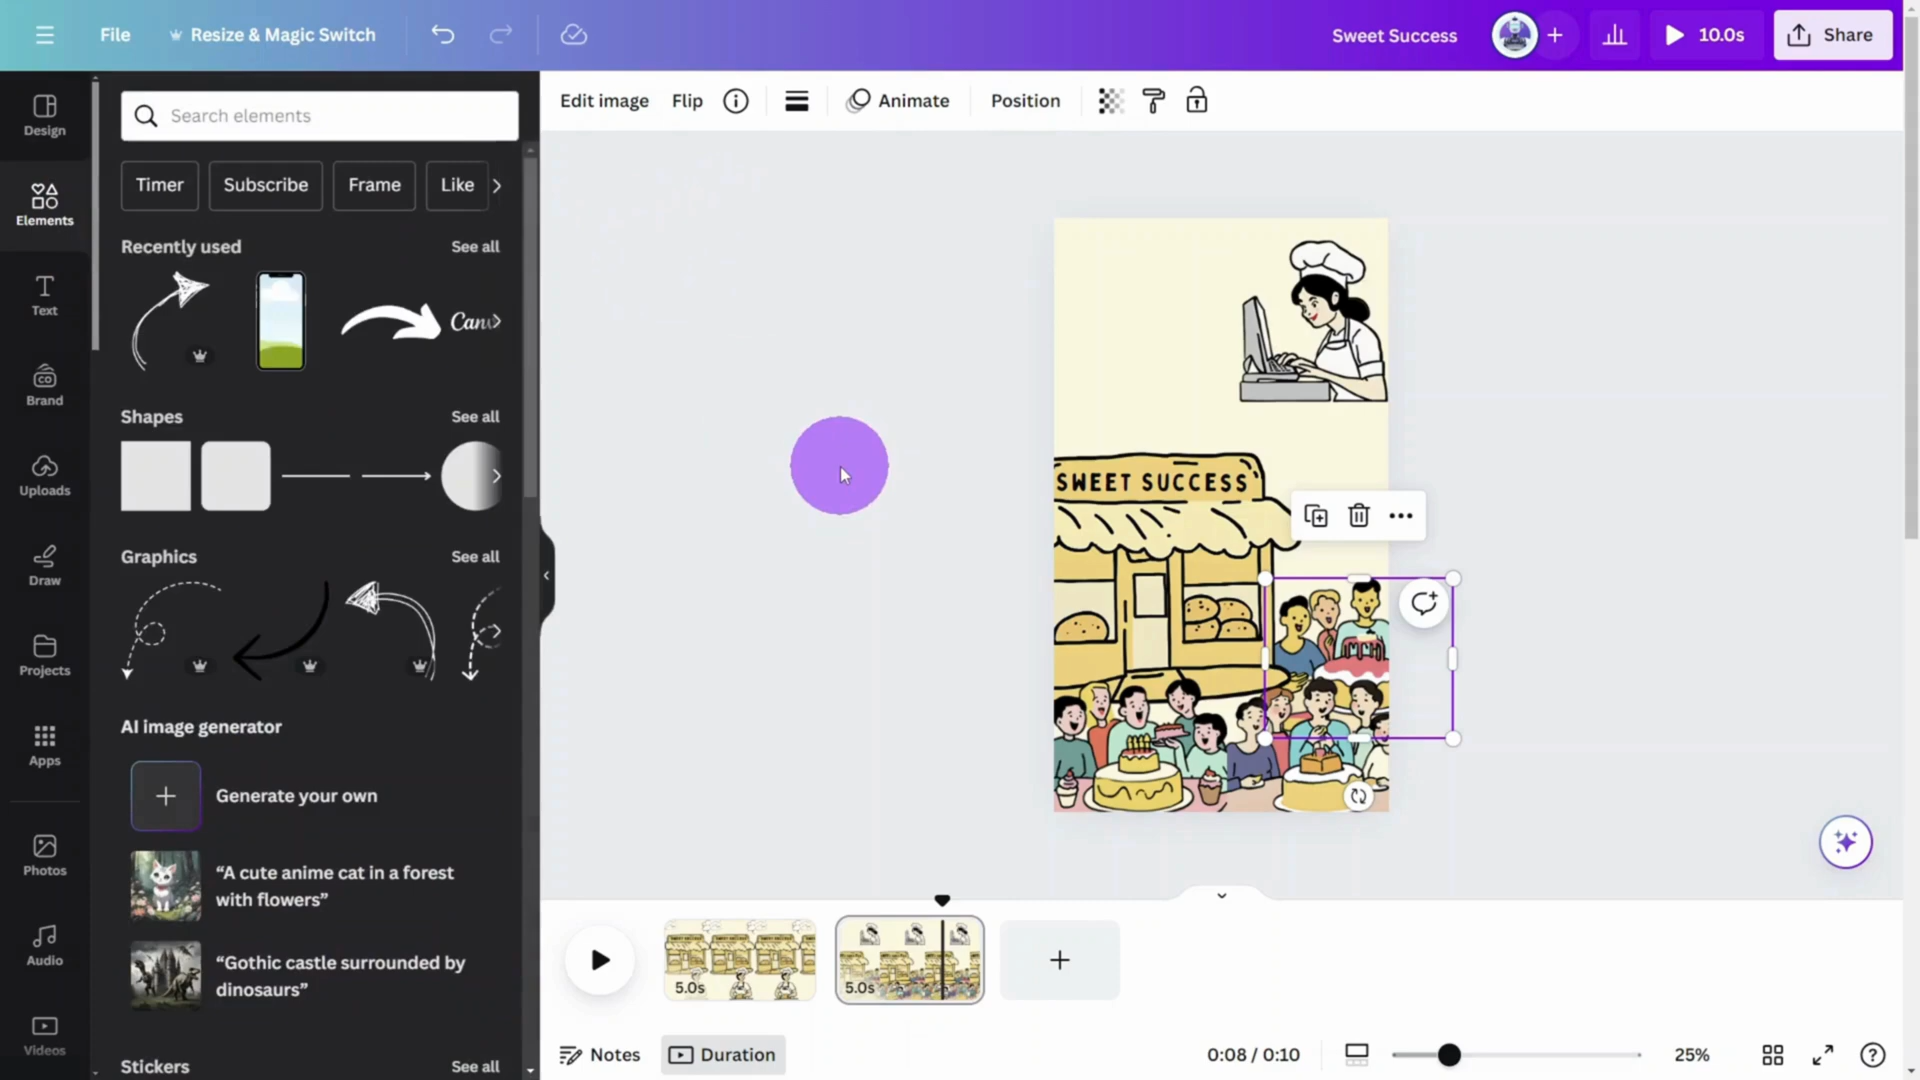 File
Resize & Magic Switch
Sweet Success
10.0s
Share
Design
Elements
Text
Brand
Uploads
Draw
Projects
Apps
Photos
Audio
Videos
Search elements
Timer
Subscribe
Frame
Like
Recently used
See all
Shapes
See all
Graphics
See all
AI image generator
Generate your own
“A cute anime cat in a forest
with flowers”
“Gothic castle surrounded by
dinosaurs”
Stickers
See all
Edit image
Flip
Animate
Position
SWEET SUCCESS
5.0s
5.0s
Notes
Duration
0:08 / 0:10
25%